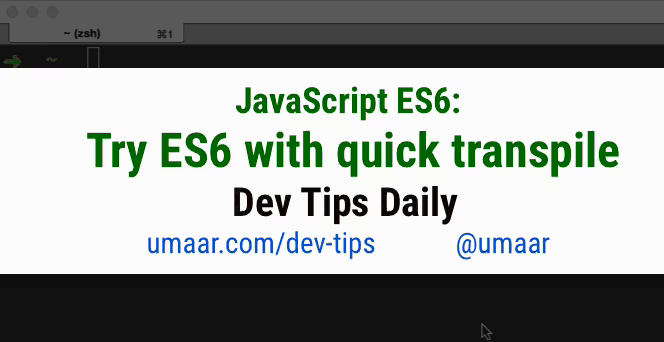 ~ (zsh) ⌘1
➜ ~
JavaScript ES6:
Try ES6 with quick transpile
Dev Tips Daily
umaar.com/dev-tips @umaar